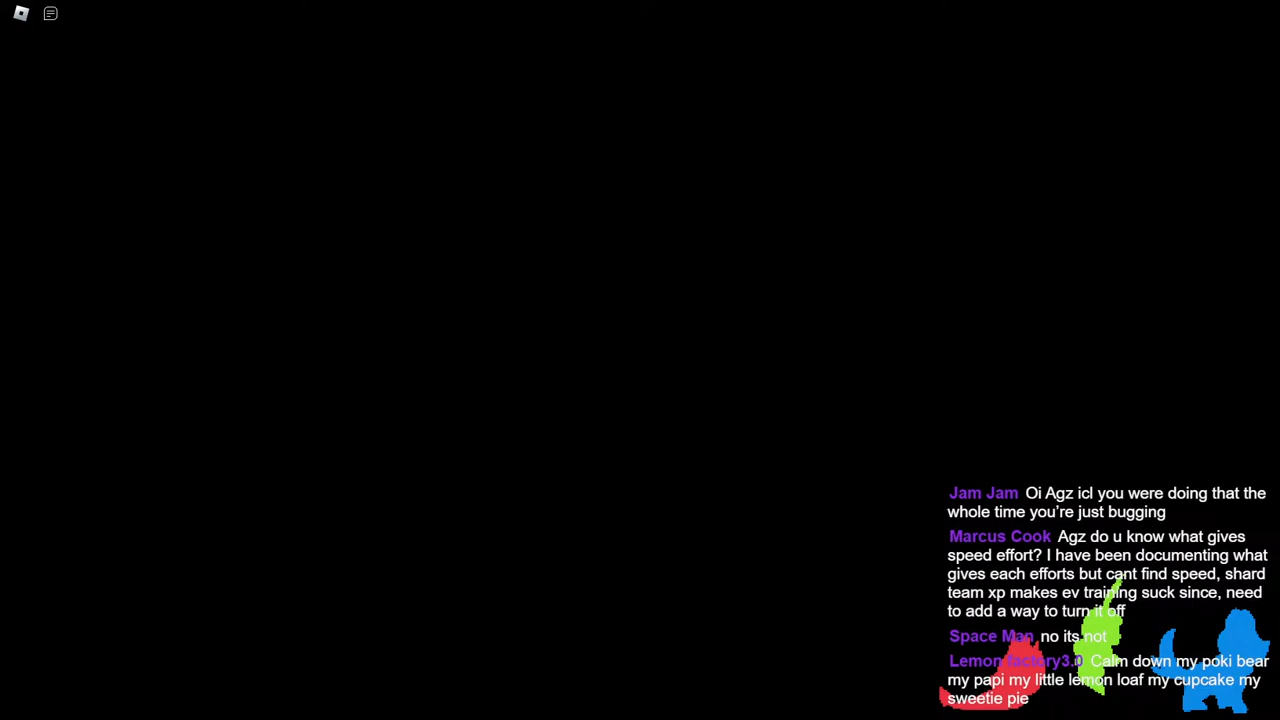 Jam Jam Oi Agz icl you were doing that the
whole time you’re just bugging
Marcus Cook Agz do u know what gives
speed effort? I have been documenting what
gives each efforts but cant find speed, shard
team xp makes ev training suck since, need
to add a way to turn it off
Space Man no its not
Lemon factory3.0 Calm down my poki bear
my papi my little lemon loaf my cupcake my
sweetie pie